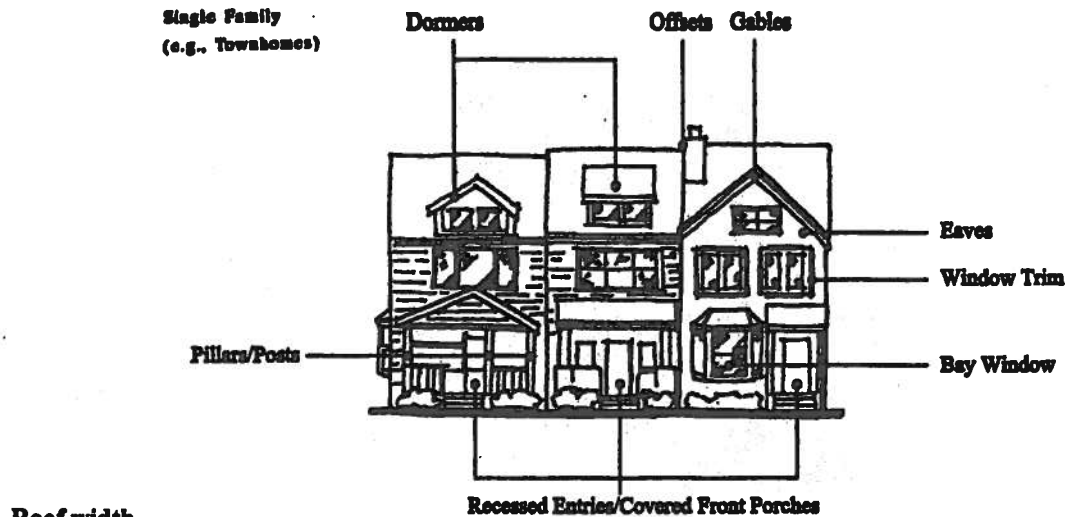 Single Family
(e.g., Townhomes)
Dormers
Offsets Gables
Eaves
Window Trim
Pillars/Posts
Bay Window
Recessed Entries/Covered Front Porches
Roof width